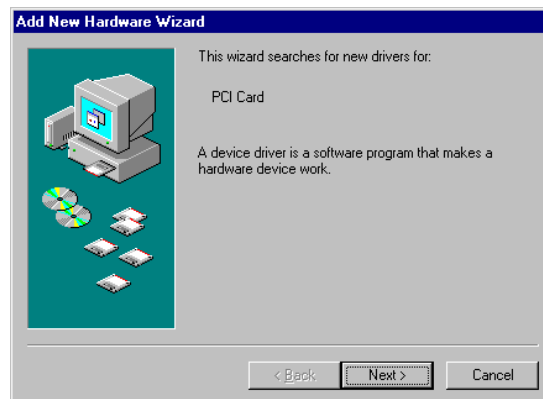 Add New Hardware Wizard
This wizard searches for new drivers for:
PCI Card
A device driver is a software program that makes a
hardware device work.
< Back
Next >
Cancel